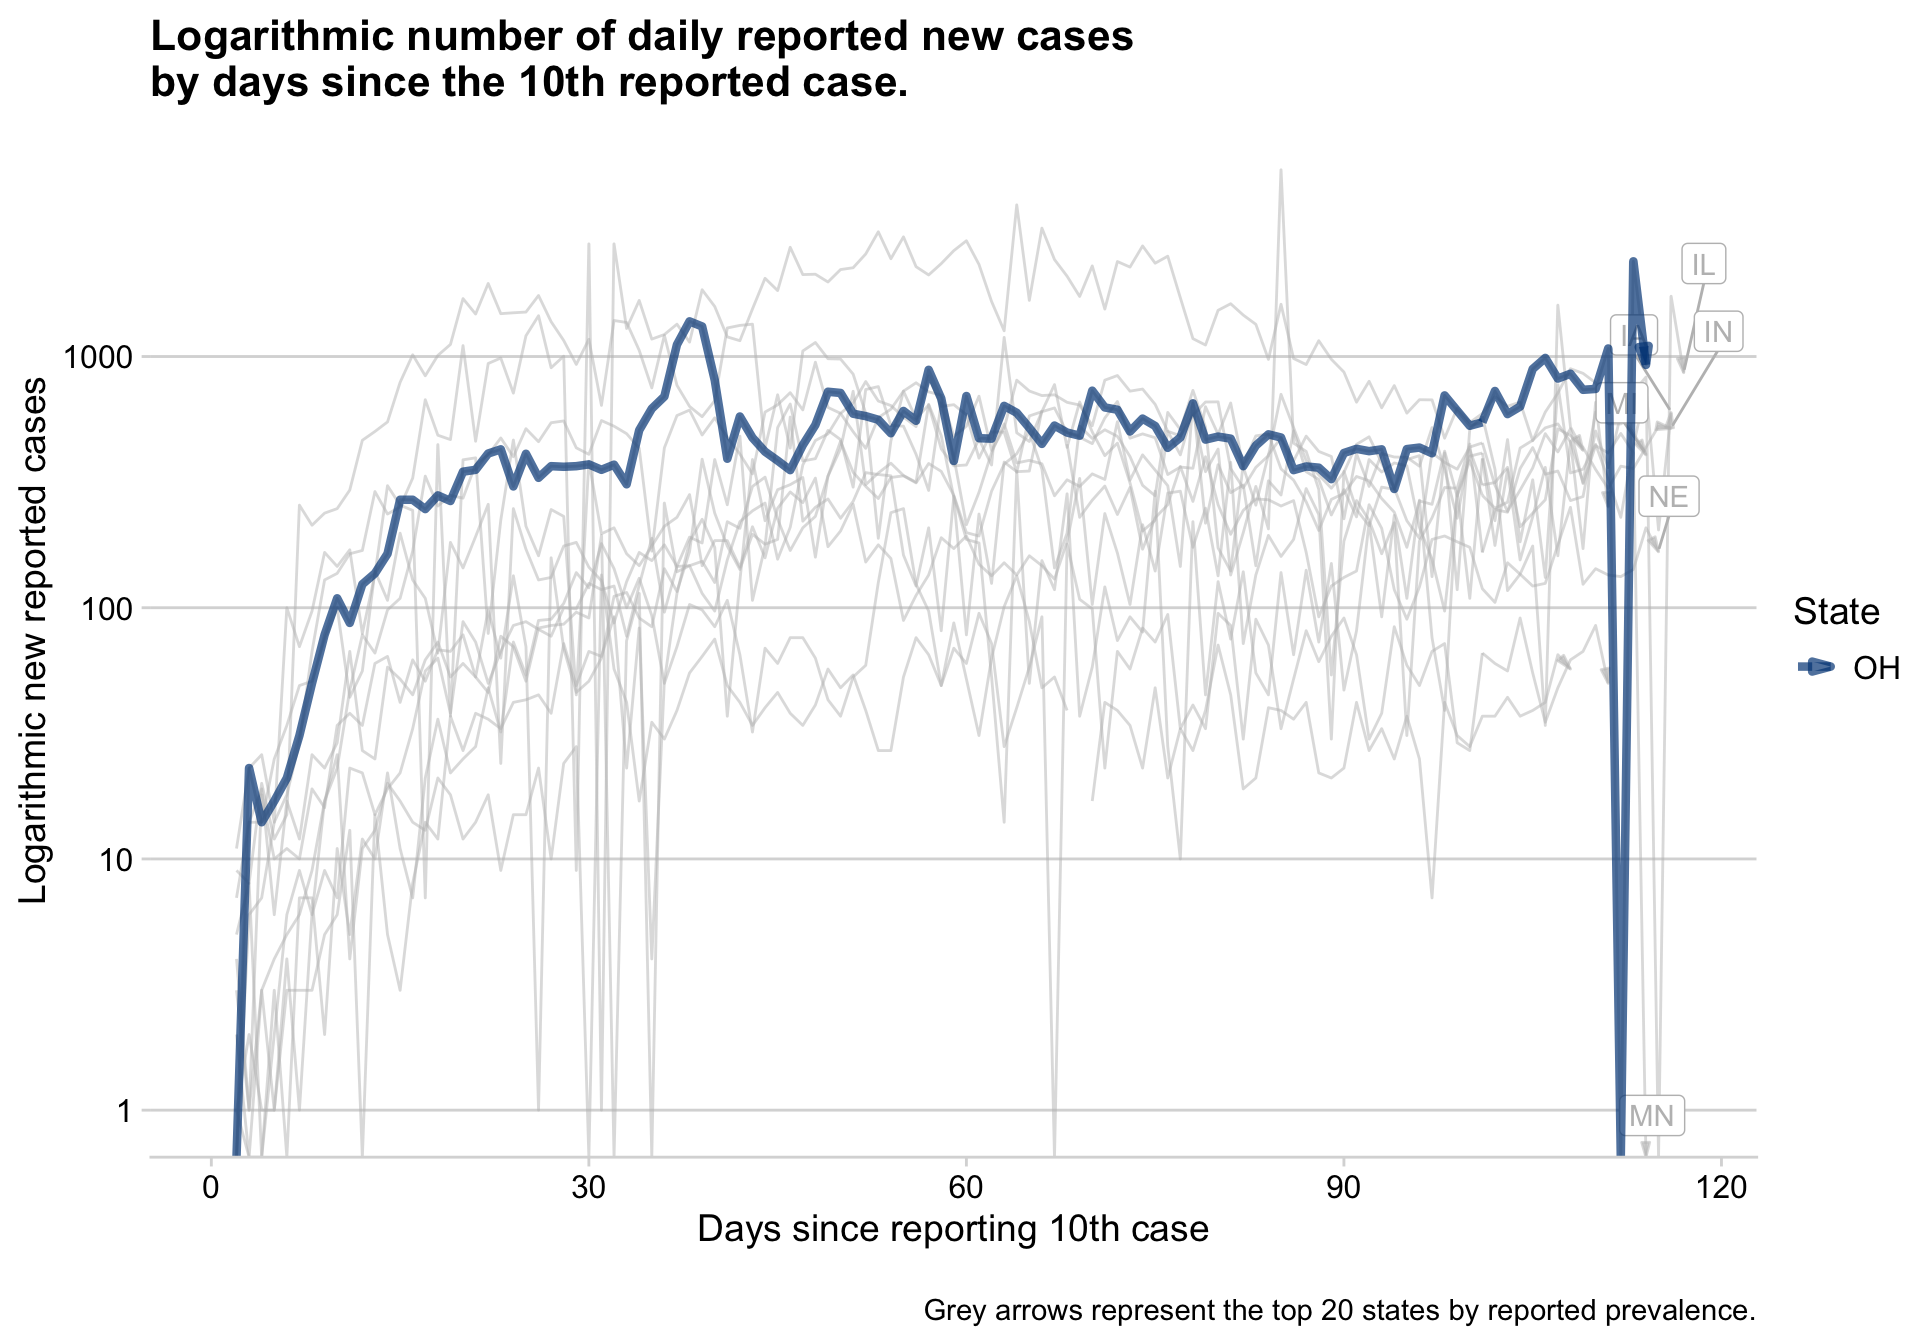 Logarithmic number of daily reported new cases
by days since the 10th reported case.
Logarithmic new reported cases
1000
100
10
1
IL
IN
NE
MN
State
OH
0 30 60 90 120
Days since reporting 10th case
Grey arrows represent the top 20 states by reported prevalence.